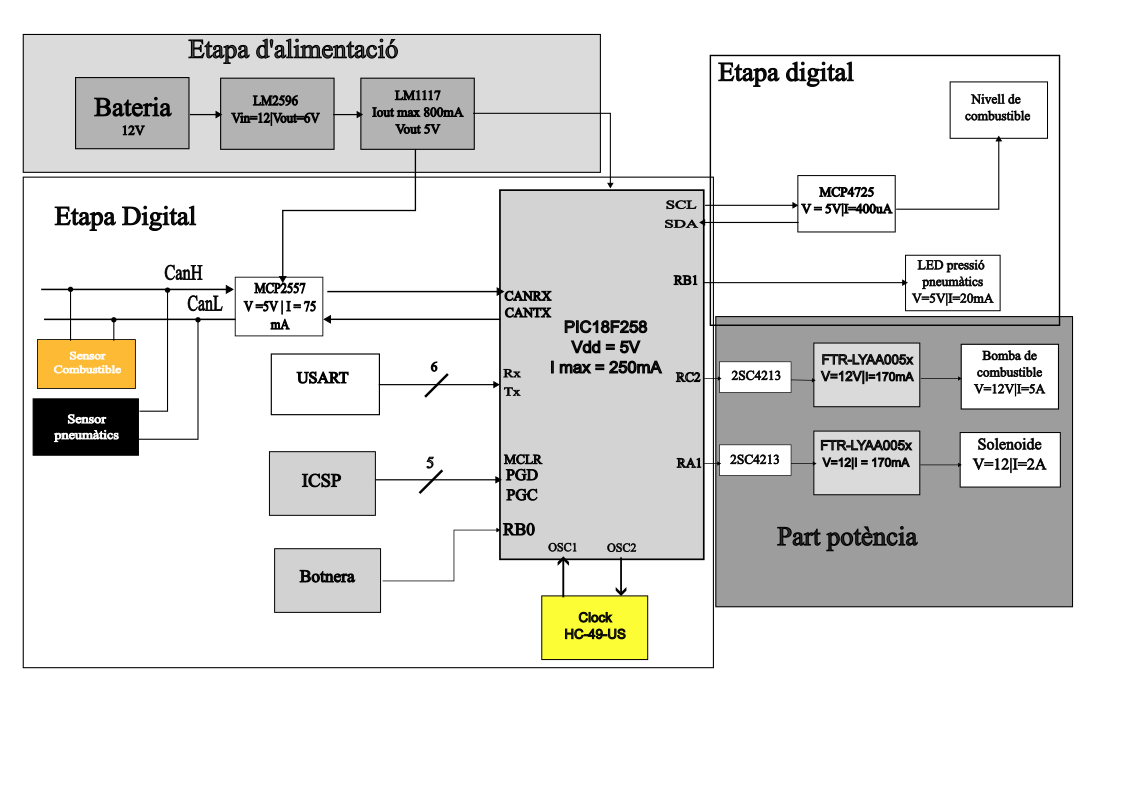 Etapa d'alimentació
Bateria
12V
LM2596
Vin=12|Vout=6V
LM1117
Iout max 800mA
Vout 5V
Etapa digital
Nivell de
combustible
MCP4725
V = 5V|I=400uA
LED pressió
pneumàtics
V=5V|I=20mA
Etapa Digital
CanH
CanL
MCP2557
V =5V | I = 75
mA
Sensor
Combustible
Sensor
pneumàtics
USART
6
ICSP
5
Botnera
SCL
SDA
RB1
CANRX
CANTX
PIC18F258
Vdd = 5V
I max = 250mA
Rx
Tx
RC2
MCLR
PGD
PGC
RA1
RB0
OSC1
OSC2
Clock
HC-49-US
2SC4213
FTR-LYAA005x
V=12V|I=170mA
Bomba de
combustible
V=12V|I=5A
2SC4213
FTR-LYAA005x
V=12|I = 170mA
Solenoide
V=12|I=2A
Part potència